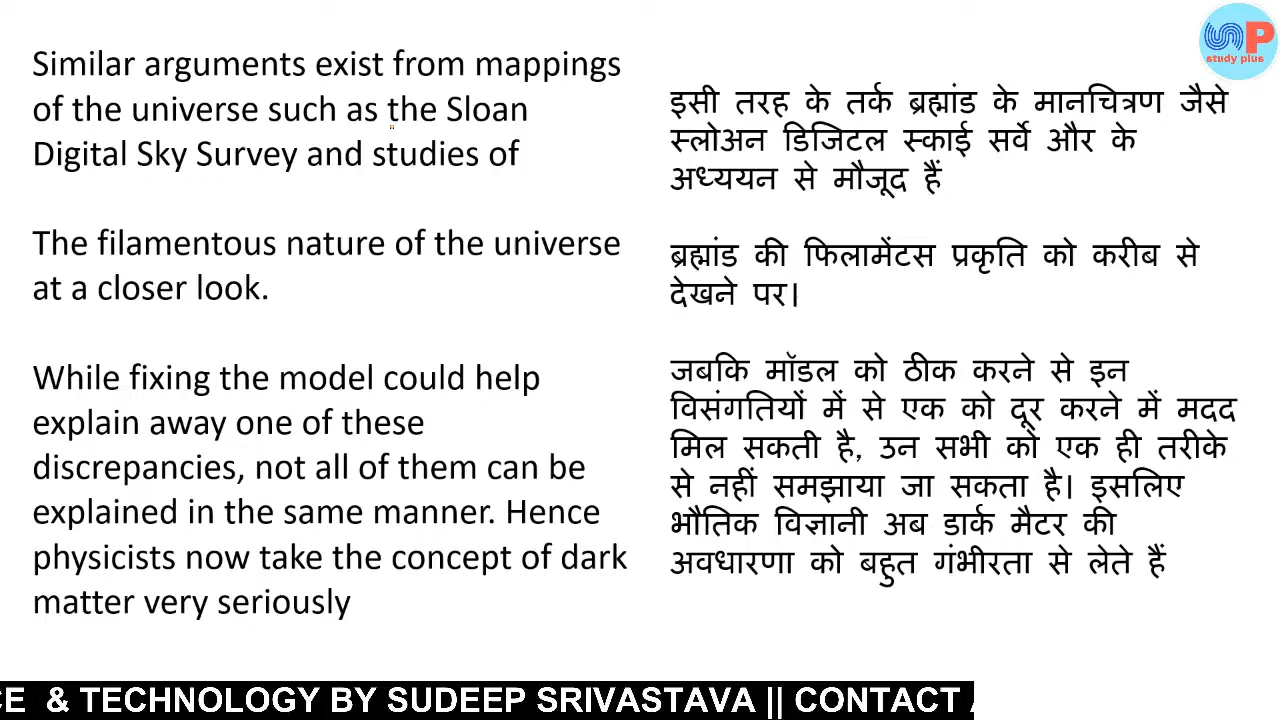 Similar arguments exist from mappings
of the universe such as the Sloan
Digital Sky Survey and studies of
The filamentous nature of the universe
at a closer look.
While fixing the model could help
explain away one of these
discrepancies, not all of them can be
explained in the same manner. Hence
physicists now take the concept of dark
matter very seriously
SP
study plus
इसी तरह के तर्क ब्रह्मांड के मानचित्रण जैसे
स्लोअन डिजिटल स्काई सर्वे और के
अध्ययन से मौजूद हैं
ब्रह्मांड की फिलामेंटस प्रकृति को करीब से
देखने पर।
जबकि मॉडल को ठीक करने से इन
विसंगतियों में से एक को दूर करने में मदद
मिल सकती है, उन सभी को एक ही तरीके
से नहीं समझाया जा सकता है। इसलिए
भौतिक विज्ञानी अब डार्क मैटर की
अवधारणा को बहुत गंभीरता से लेते हैं
CE & TECHNOLOGY BY SUDEEP SRIVASTAVA || CONTACT